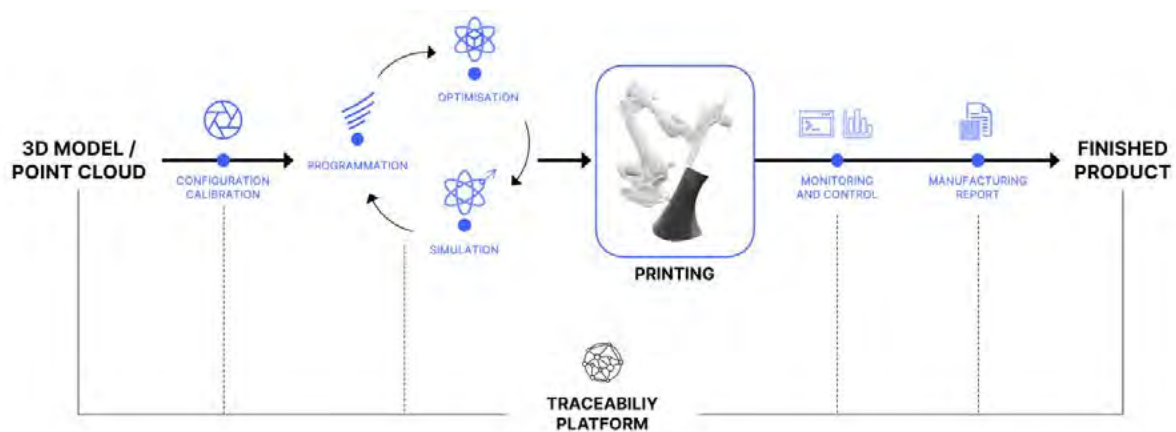 3D MODEL /
POINT CLOUD
CONFIGURATION
CALIBRATION
PROGRAMMATION
OPTIMISATION
SIMULATION
PRINTING
MONITORING
AND CONTROL
MANUFACTURING
REPORT
FINISHED
PRODUCT
TRACEABILIY
PLATFORM